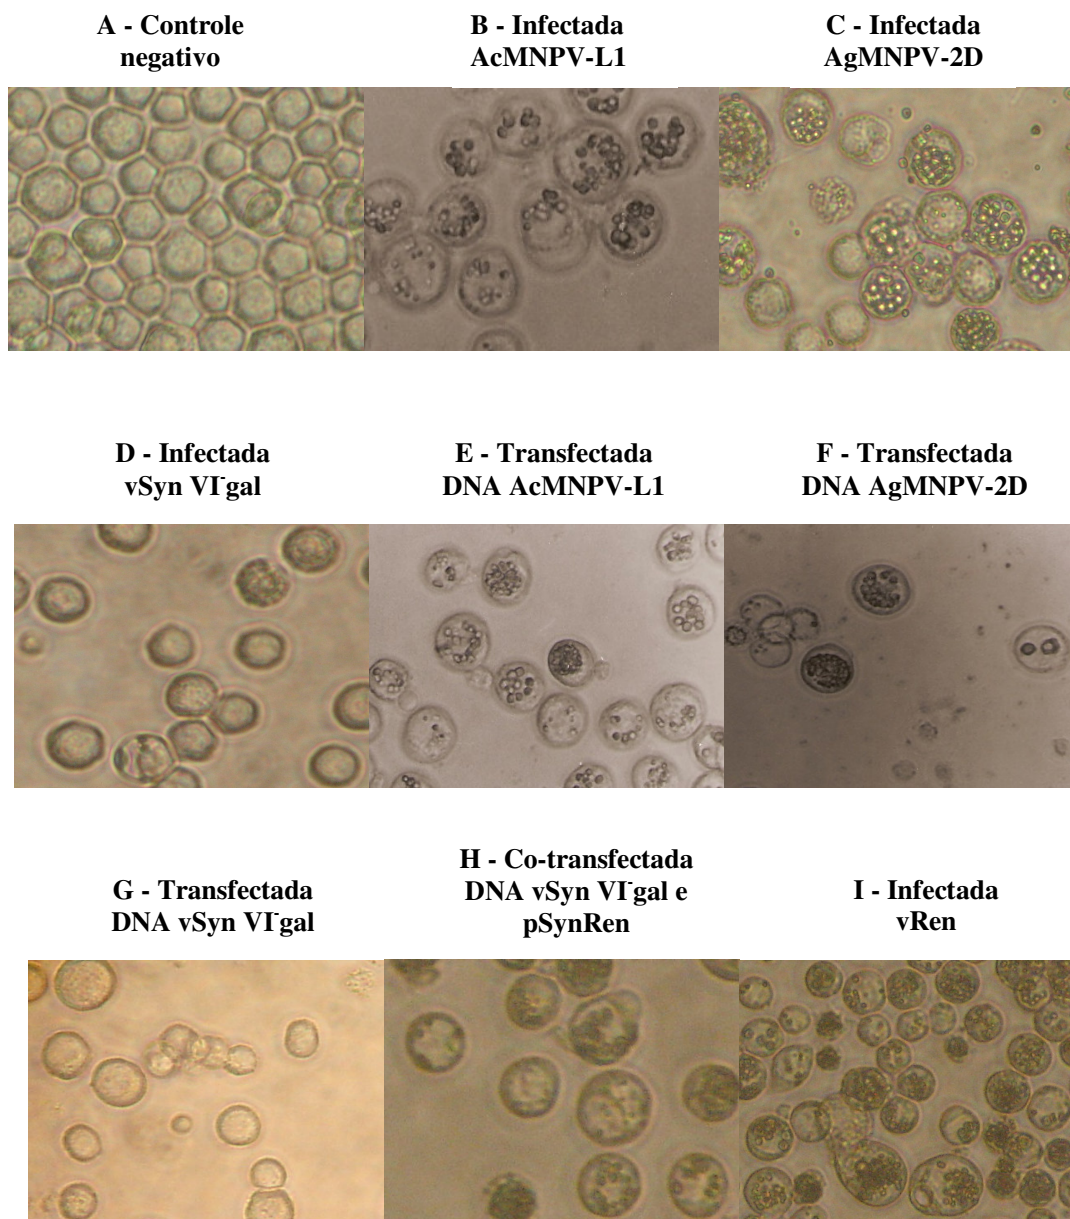 A - Controle
negativo
B - Infectada
AcMNPV-L1
C - Infectada
AgMNPV-2D
D - Infectada
vSyn VI⁻gal
E - Transfectada
DNA AcMNPV-L1
F - Transfectada
DNA AgMNPV-2D
G - Transfectada
DNA vSyn VI⁻gal
H - Co-transfectada
DNA vSyn VI⁻gal e
pSynRen
I - Infectada
vRen